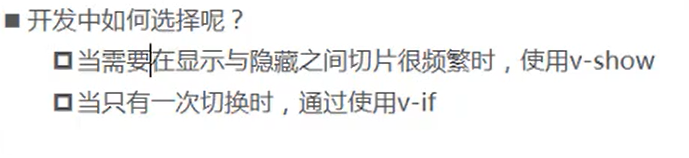 ■ 开发中如何选择呢？
当需要在显示与隐藏之间切片很频繁时，使用v-show
当只有一次切换时，通过使用v-if